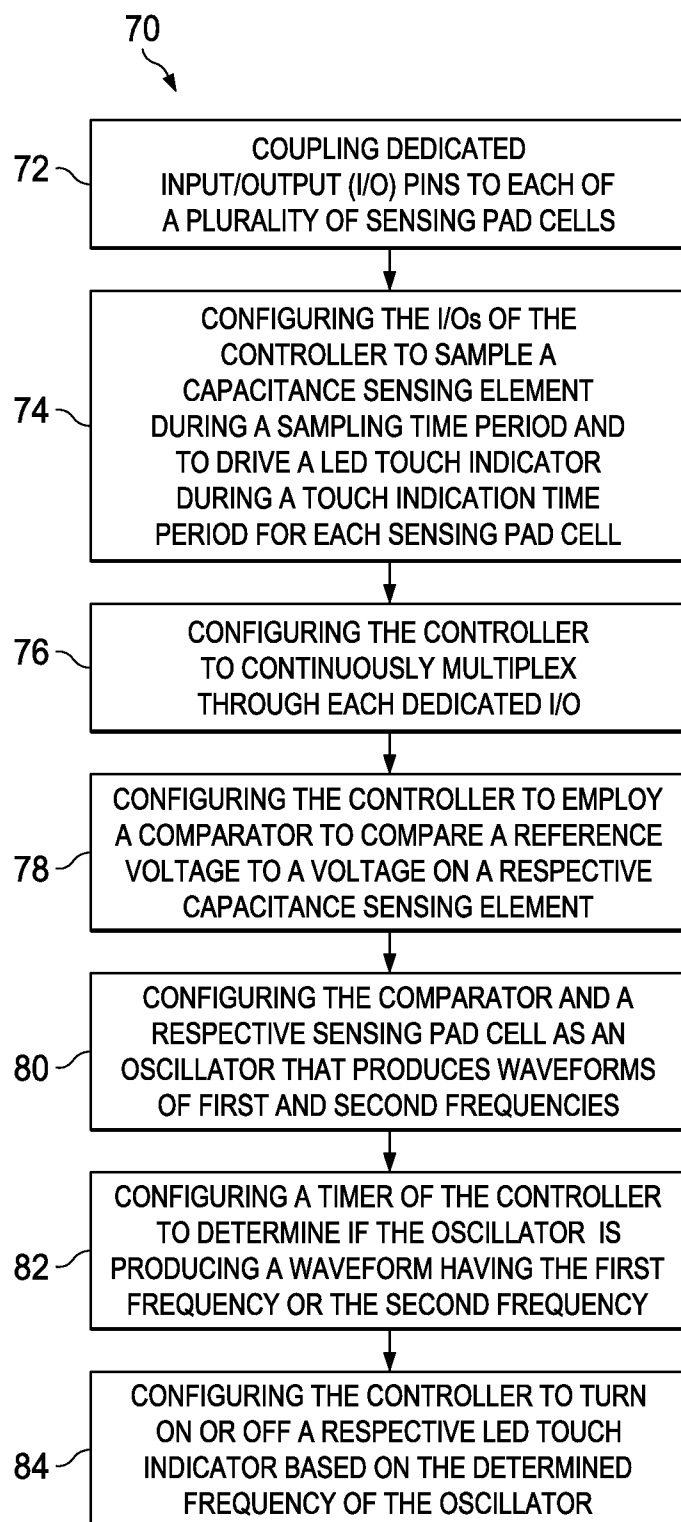 70
72
COUPLING DEDICATED
INPUT/OUTPUT (I/O) PINS TO EACH OF
A PLURALITY OF SENSING PAD CELLS
74
CONFIGURING THE I/Os OF THE
CONTROLLER TO SAMPLE A
CAPACITANCE SENSING ELEMENT
DURING A SAMPLING TIME PERIOD AND
TO DRIVE A LED TOUCH INDICATOR
DURING A TOUCH INDICATION TIME
PERIOD FOR EACH SENSING PAD CELL
76
CONFIGURING THE CONTROLLER
TO CONTINUOUSLY MULTIPLEX
THROUGH EACH DEDICATED I/O
78
CONFIGURING THE CONTROLLER TO EMPLOY
A COMPARATOR TO COMPARE A REFERENCE
VOLTAGE TO A VOLTAGE ON A RESPECTIVE
CAPACITANCE SENSING ELEMENT
80
CONFIGURING THE COMPARATOR AND A
RESPECTIVE SENSING PAD CELL AS AN
OSCILLATOR THAT PRODUCES WAVEFORMS
OF FIRST AND SECOND FREQUENCIES
82
CONFIGURING A TIMER OF THE CONTROLLER
TO DETERMINE IF THE OSCILLATOR IS
PRODUCING A WAVEFORM HAVING THE FIRST
FREQUENCY OR THE SECOND FREQUENCY
84
CONFIGURING THE CONTROLLER TO TURN
ON OR OFF A RESPECTIVE LED TOUCH
INDICATOR BASED ON THE DETERMINED
FREQUENCY OF THE OSCILLATOR